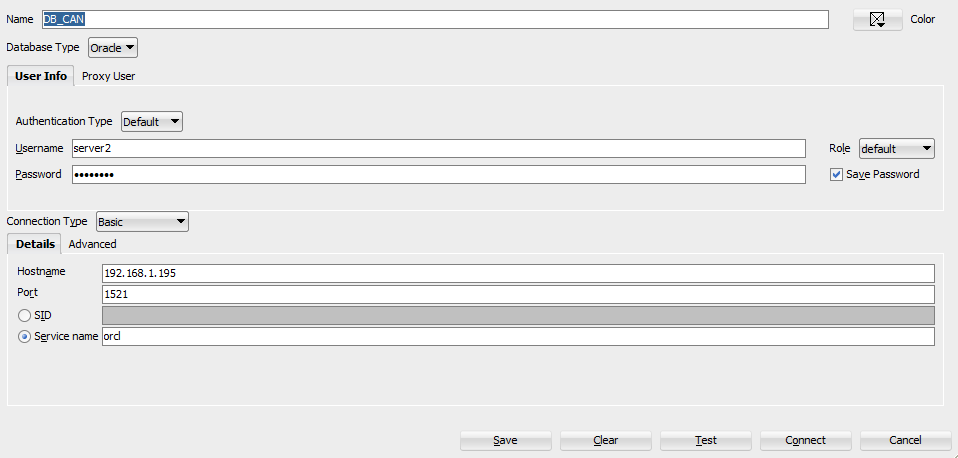 Name DB_CAN Color
Database Type Oracle
User Info Proxy User
Authentication Type Default
Username server2 Role default
Password •••••••• Save Password
Connection Type Basic
Details Advanced
Hostname 192.168.1.195
Port 1521
SID
Service name orcl
Save Clear Test Connect Cancel